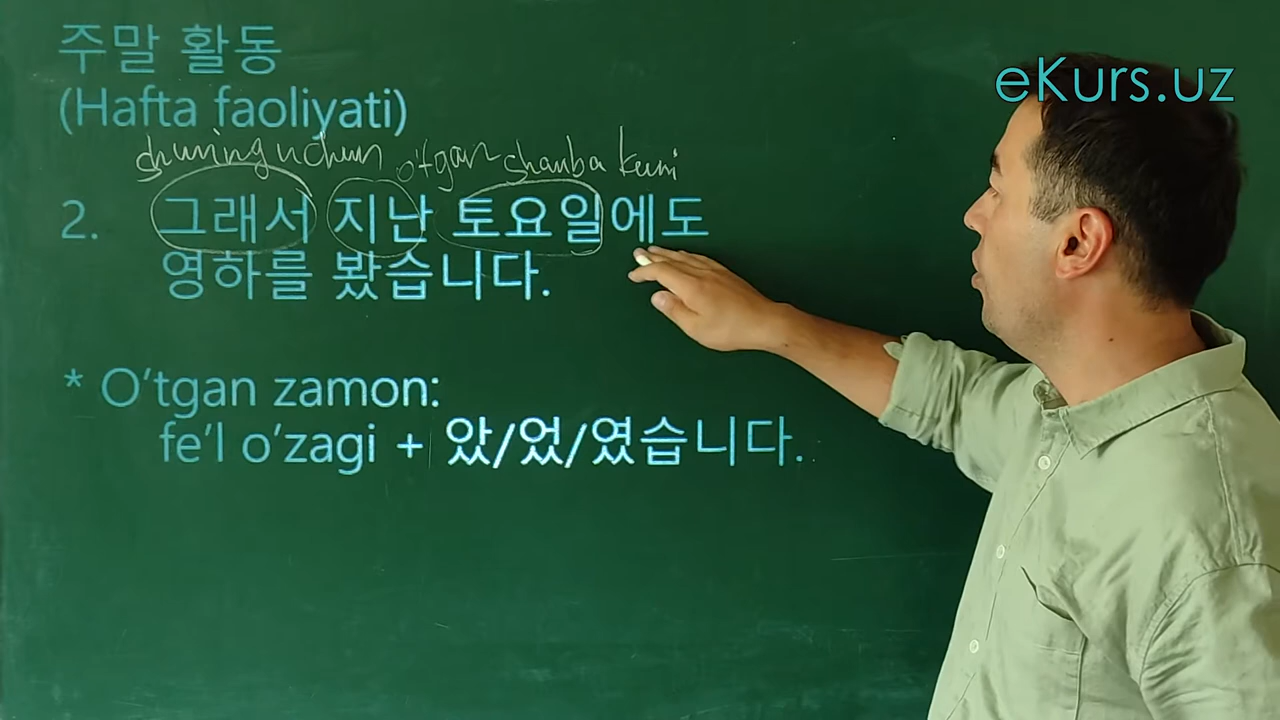 eKurs.uz
주말 활동
(Hafta faoliyati)
shuning uchun o'tgan shanba kuni
2. 그래서 지난 토요일에도
영하를 봤습니다.
* O'tgan zamon:
fe'l o'zagi + 았/었/였습니다.